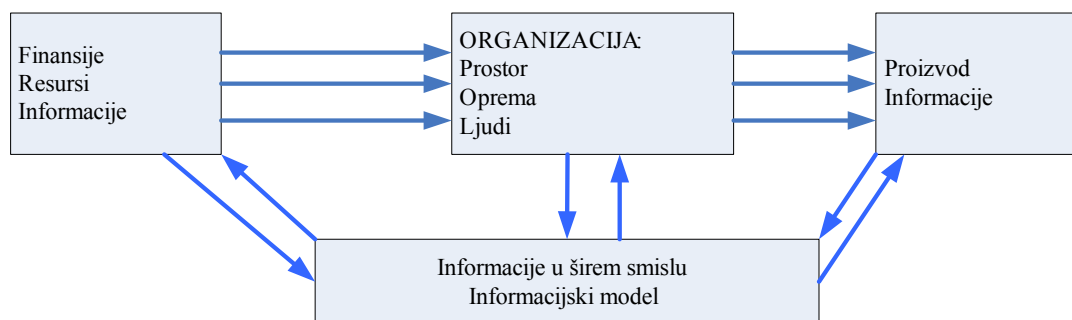 Finansije
Resursi
Informacije
ORGANIZACIJA:
Prostor
Oprema
Ljudi
Proizvod
Informacije
Informacije u širem smislu
Informacijski model